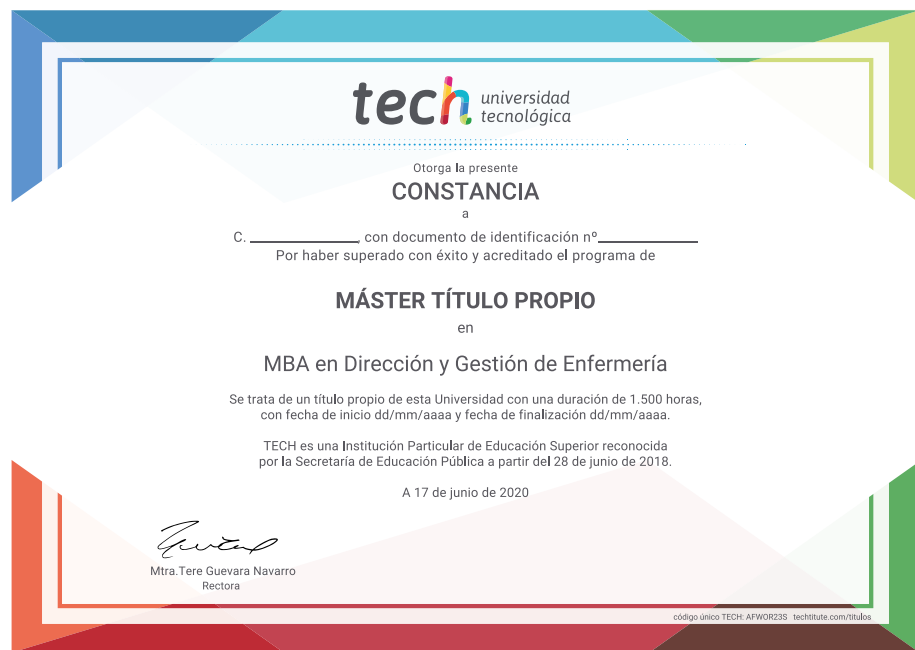 tech universidad
tecnológica
Otorga la presente
CONSTANCIA
a
C. ____________, con documento de identificación nº____________
Por haber superado con éxito y acreditado el programa de
MÁSTER TÍTULO PROPIO
en
MBA en Dirección y Gestión de Enfermería
Se trata de un título propio de esta Universidad con una duración de 1.500 horas,
con fecha de inicio dd/mm/aaaa y fecha de finalización dd/mm/aaaa.
TECH es una Institución Particular de Educación Superior reconocida
por la Secretaría de Educación Pública a partir del 28 de junio de 2018.
A 17 de junio de 2020
Mtra.Tere Guevara Navarro
Rectora
código único TECH: AFWOR23S techtitute.com/titulos